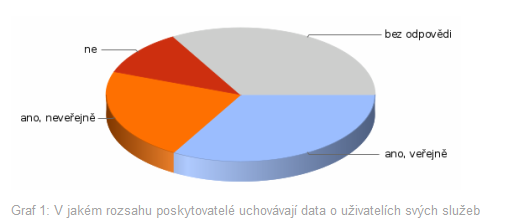 bez odpovědi
ne
ano, neveřejně
ano, veřejně
Graf 1: V jakém rozsahu poskytovatelé uchovávají data o uživatelích svých služeb